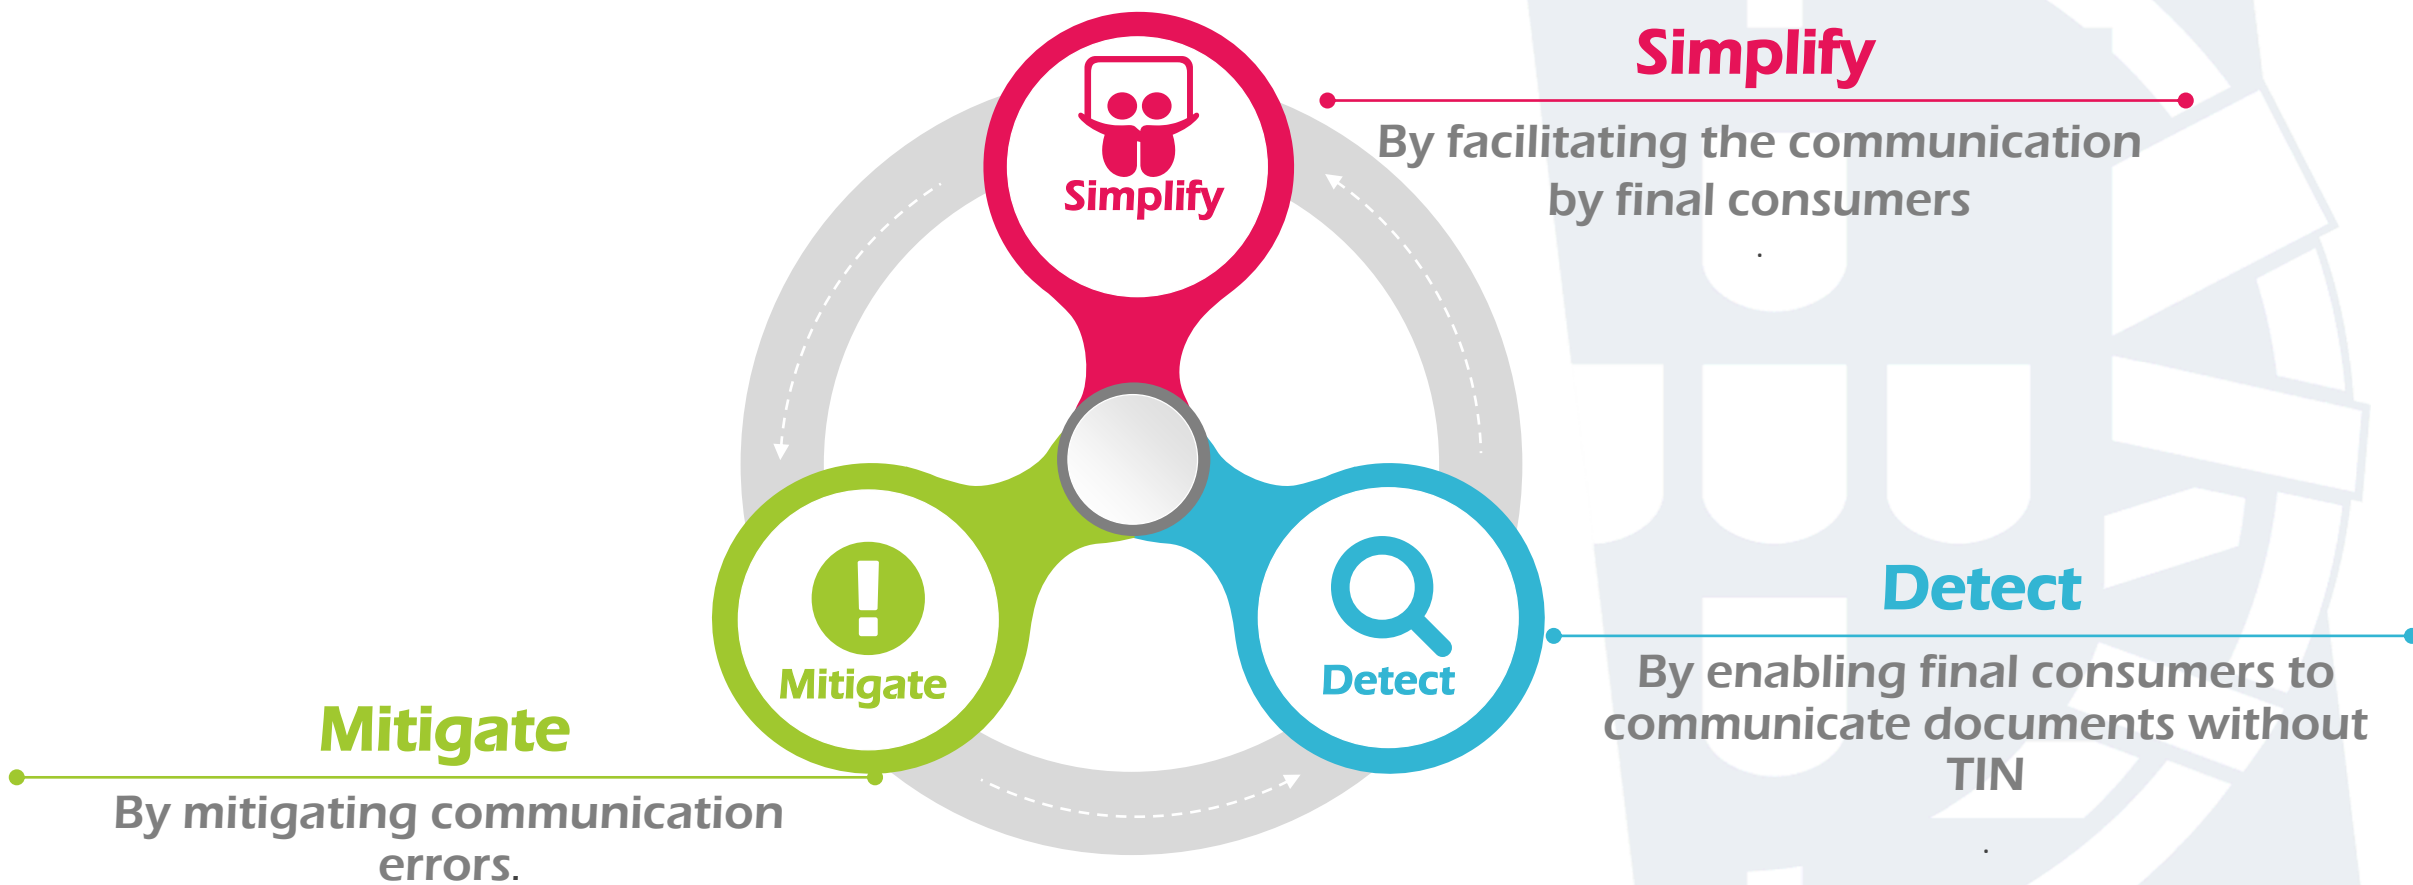 Simplify
By facilitating the communication
by final consumers
.
Simplify
Mitigate
Detect
Detect
By enabling final consumers to
communicate documents without
TIN
.
Mitigate
By mitigating communication
errors.